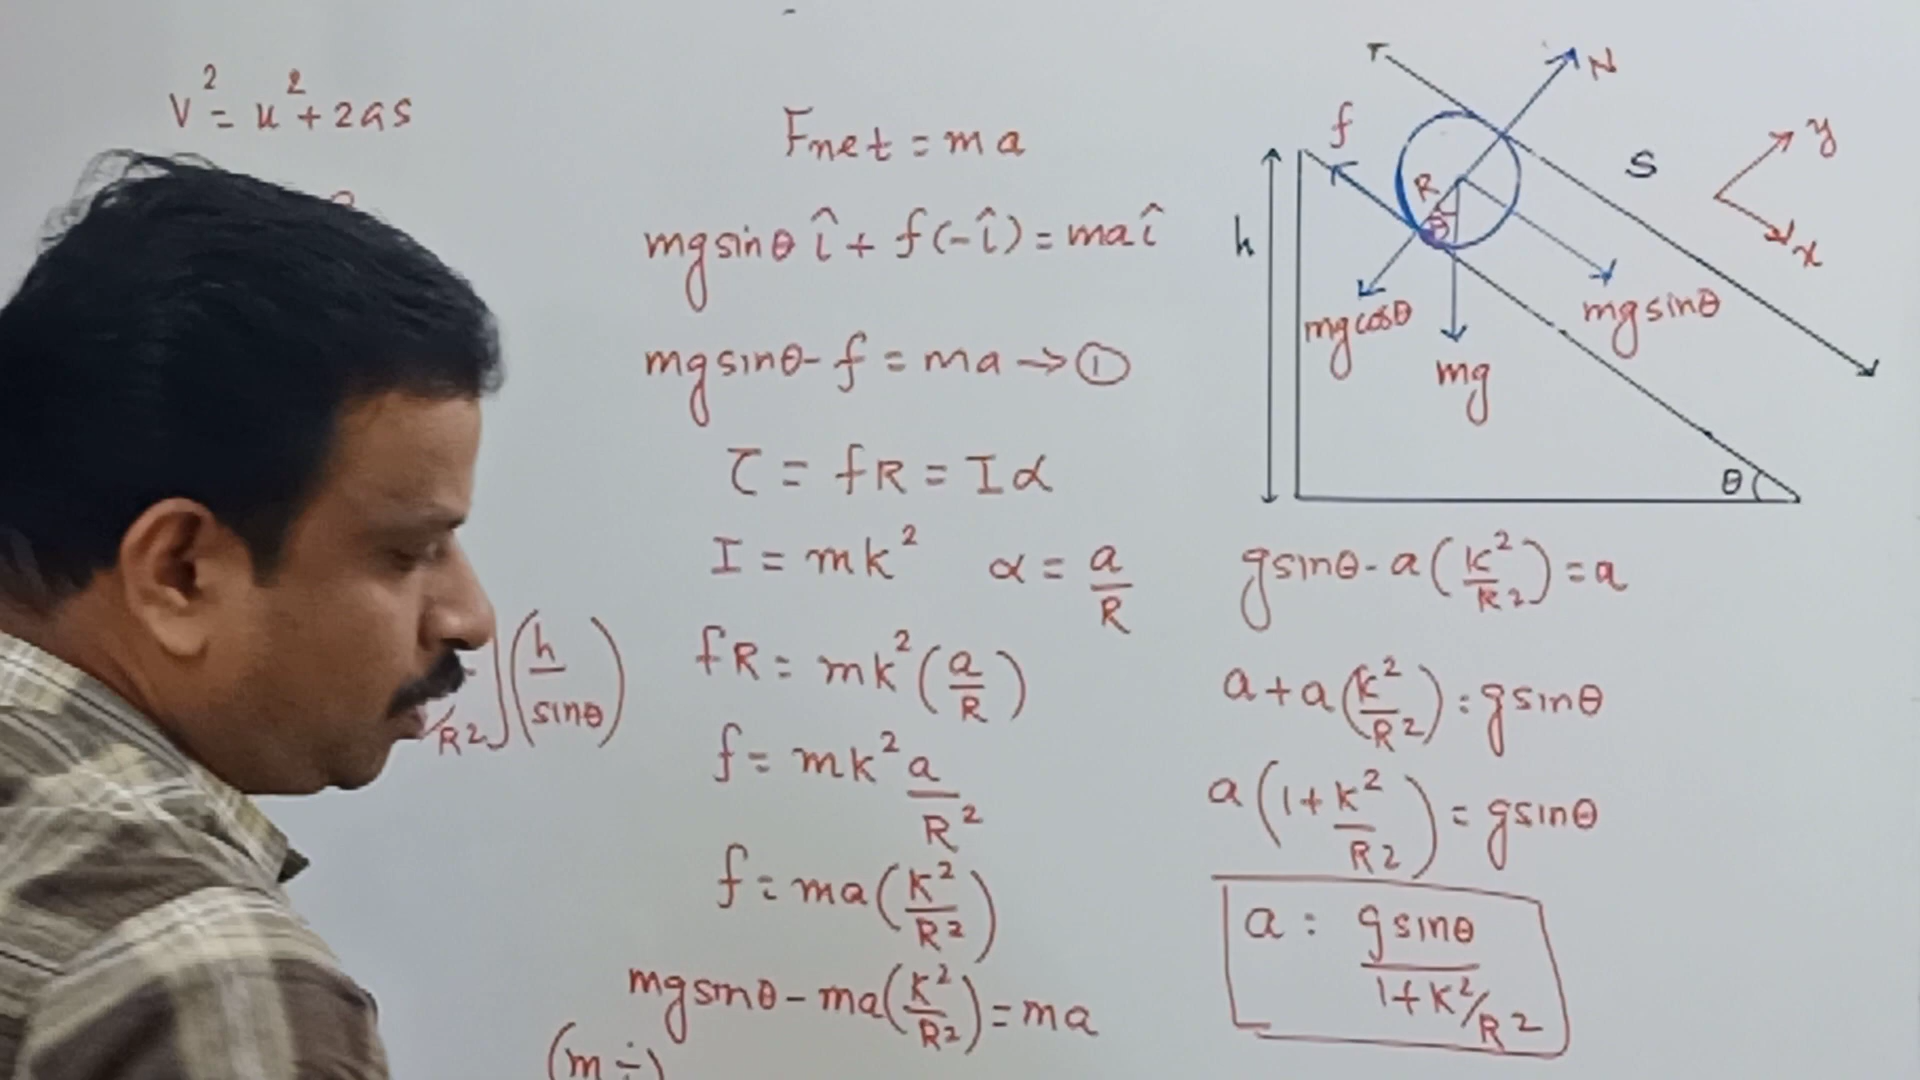 V² = u² + 2as
R²](h/sinθ)
Fnet = ma
mg sinθ î + f(-î) = ma î
mg sinθ - f = ma → ①
τ = fR = Iα
I = mk² α = a/R
fR = mk²(a/R)
f = mk²a/R²
f = ma(K²/R²)
mg sinθ - ma(K²/R²) = ma
(m ÷)
N
f
y
S
x
R
θ
h
mg cosθ
mg sinθ
mg
θ
g sinθ - a(K²/R²) = a
a + a(K²/R²) = g sinθ
a(1 + K²/R²) = g sinθ
a = g sinθ/1+K²/R²